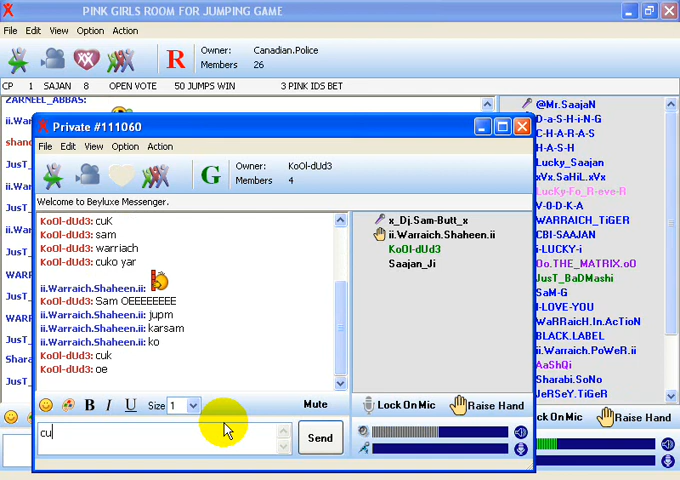 PINK GIRLS ROOM FOR JUMPING GAME
File Edit View Option Action
R Owner: Canadian.Police
Members 26
CP 1 SAJAN 8 OPEN VOTE 50 JUMPS WIN 3 PINK IDS BET
ZARNEEL_ABBAS:
@Mr.SaajaN
D-a-S-H-i-N-G
C-H-A-R-A-S
H-A-S-H
Lucky_Saajan
xVx.SaHiL.xVx
LucKy-Fo_R-eve-R
V-0-D-K-A
WARRAICH_TiGER
CBI-SAAJAN
i-LUCKY-i
Oo.THE_MATRIX.oO
JusT_BaDMashi
SaM-G
I-LOVE-YOU
WaRRaicH.In.AcTioN
BLACK.LABEL
ii.Warraich.PoWeR.ii
AaShQi
Sharabi.SoNo
JeRSeY.TiGeR
Private #111060
File Edit View Option Action
G Owner: KoOl-dUd3
Members 4
Welcome to Beyluxe Messenger.
KoOl-dUd3: cuK
KoOl-dUd3: sam
KoOl-dUd3: warriach
KoOl-dUd3: cuko yar
ii.Warraich.Shaheen.ii:
KoOl-dUd3: Sam OEEEEEEEE
ii.Warraich.Shaheen.ii: jupm
ii.Warraich.Shaheen.ii: karsam
ii.Warraich.Shaheen.ii: ko
KoOl-dUd3: cuk
KoOl-dUd3: oe
x_Dj.Sam-Butt_x
ii.Warraich.Shaheen.ii
KoOl-dUd3
Saajan_Ji
B I U Size 1 Mute
Lock On Mic Raise Hand
cu
Send
Raise Hand